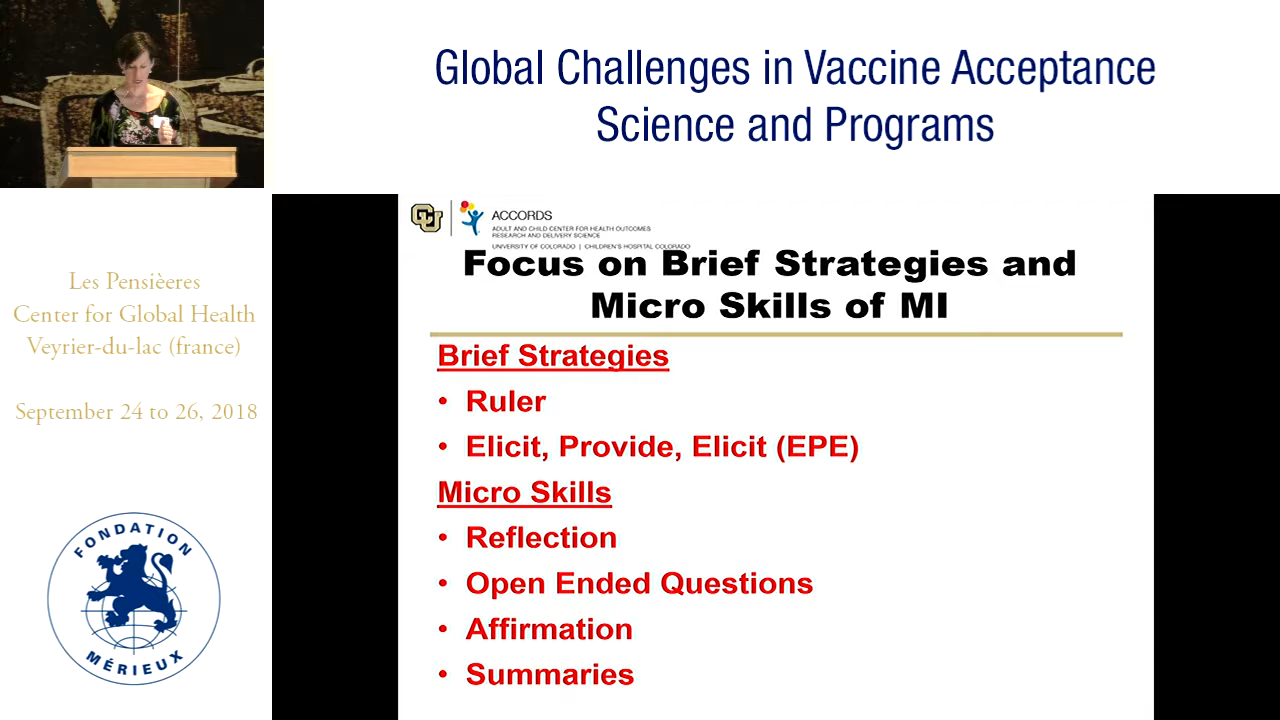 Global Challenges in Vaccine Acceptance
Science and Programs
Les Pensièeres
Center for Global Health
Veyrier-du-lac (france)
September 24 to 26, 2018
FONDATION
MÉRIEUX
CU
ACCORDS
ADULT AND CHILD CENTER FOR HEALTH OUTCOMES
RESEARCH AND DELIVERY SCIENCE
UNIVERSITY OF COLORADO | CHILDREN'S HOSPITAL COLORADO
Focus on Brief Strategies and
Micro Skills of MI
Brief Strategies
• Ruler
• Elicit, Provide, Elicit (EPE)
Micro Skills
• Reflection
• Open Ended Questions
• Affirmation
• Summaries